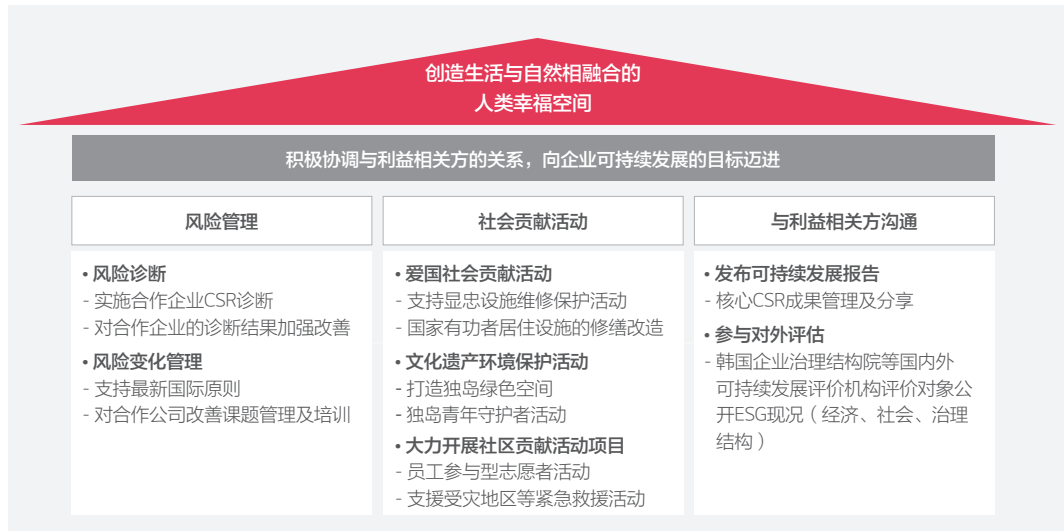 创造生活与自然相融合的
人类幸福空间
积极协调与利益相关方的关系，向企业可持续发展的目标迈进
风险管理
• 风险诊断
- 实施合作企业CSR诊断
- 对合作企业的诊断结果加强改善
• 风险变化管理
- 支持最新国际原则
- 对合作公司改善课题管理及培训
社会贡献活动
• 爱国社会贡献活动
- 支持显忠设施维修保护活动
- 国家有功者居住设施的修缮改造
• 文化遗产环境保护活动
- 打造独岛绿色空间
- 独岛青年守护者活动
• 大力开展社区贡献活动项目
- 员工参与型志愿者活动
- 支援受灾地区等紧急救援活动
与利益相关方沟通
• 发布可持续发展报告
- 核心CSR成果管理及分享
• 参与对外评估
- 韩国企业治理结构院等国内外
可持续发展评价机构评价对象公
开ESG现况（经济、社会、治理
结构）